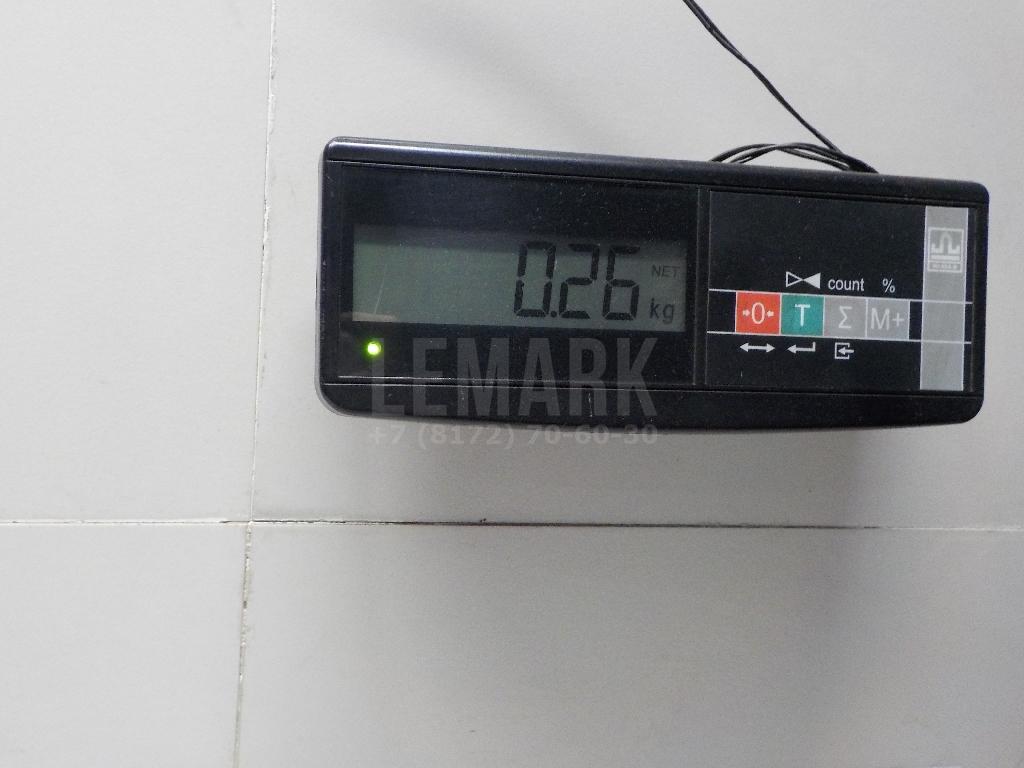 0.26 NET
kg
count %
→0← T Σ M+
LEMARK
+7 (8172) 70-60-30